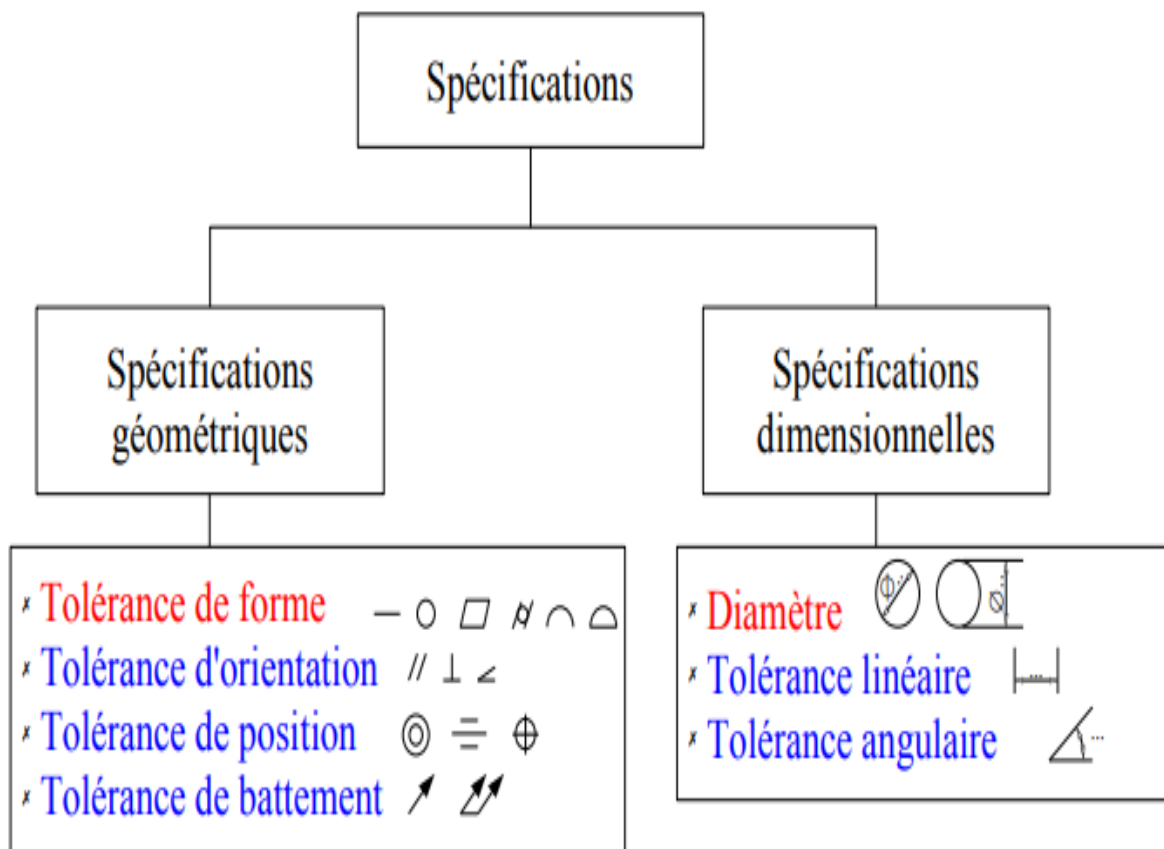 Spécifications
Spécifications
géométriques
Spécifications
dimensionnelles
× Tolérance de forme
× Tolérance d'orientation //
× Tolérance de position
× Tolérance de battement
× Diamètre Φ... Ø...
× Tolérance linéaire ...
× Tolérance angulaire ...